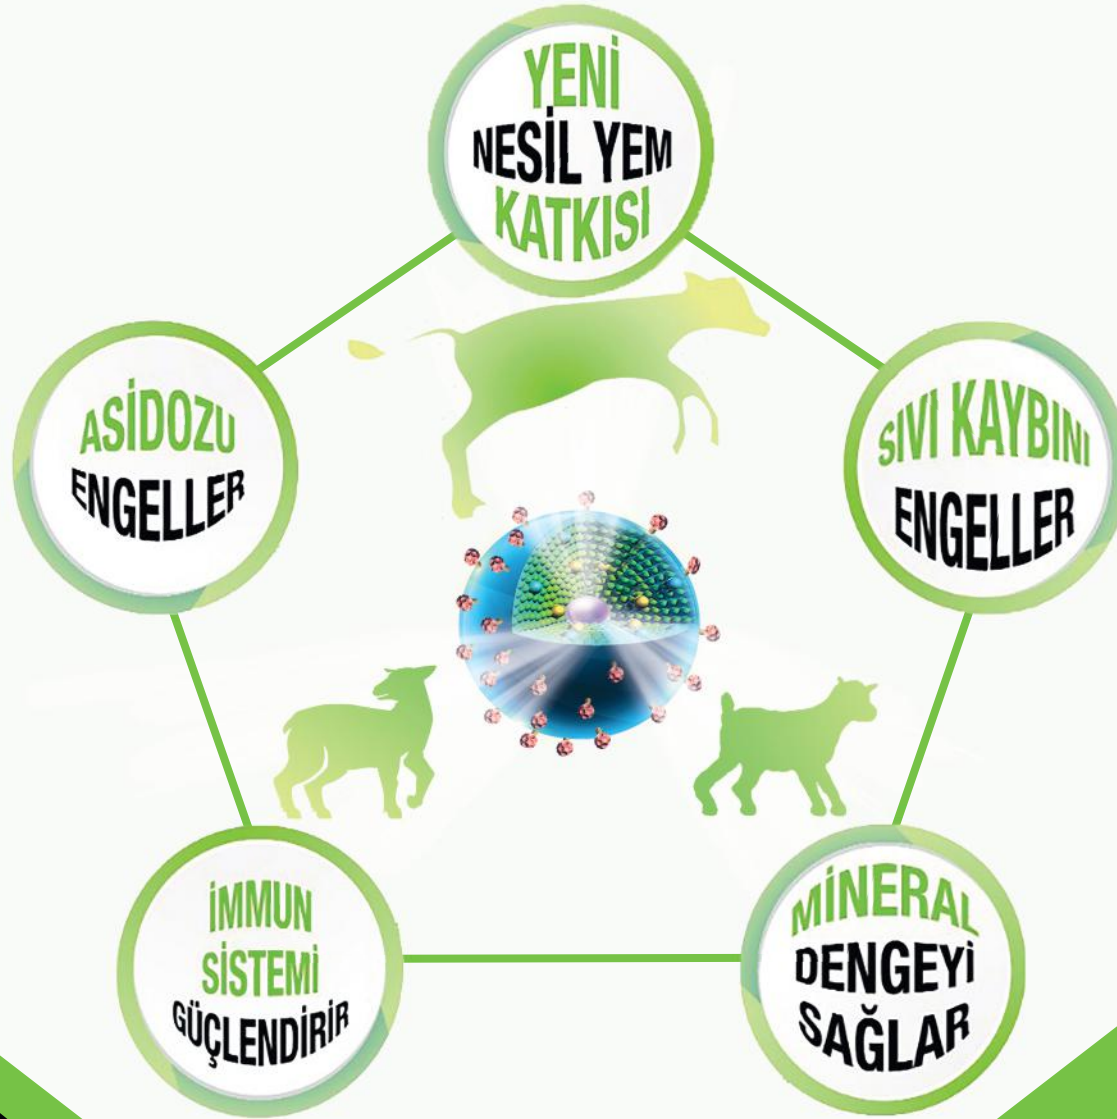 YENİ
NESİL YEM
KATKISI
ASİDOZU
ENGELLER
SIVI KAYBINI
ENGELLER
İMMUN
SİSTEMİ
GÜÇLENDİRİR
MİNERAL
DENGEYİ
SAĞLAR